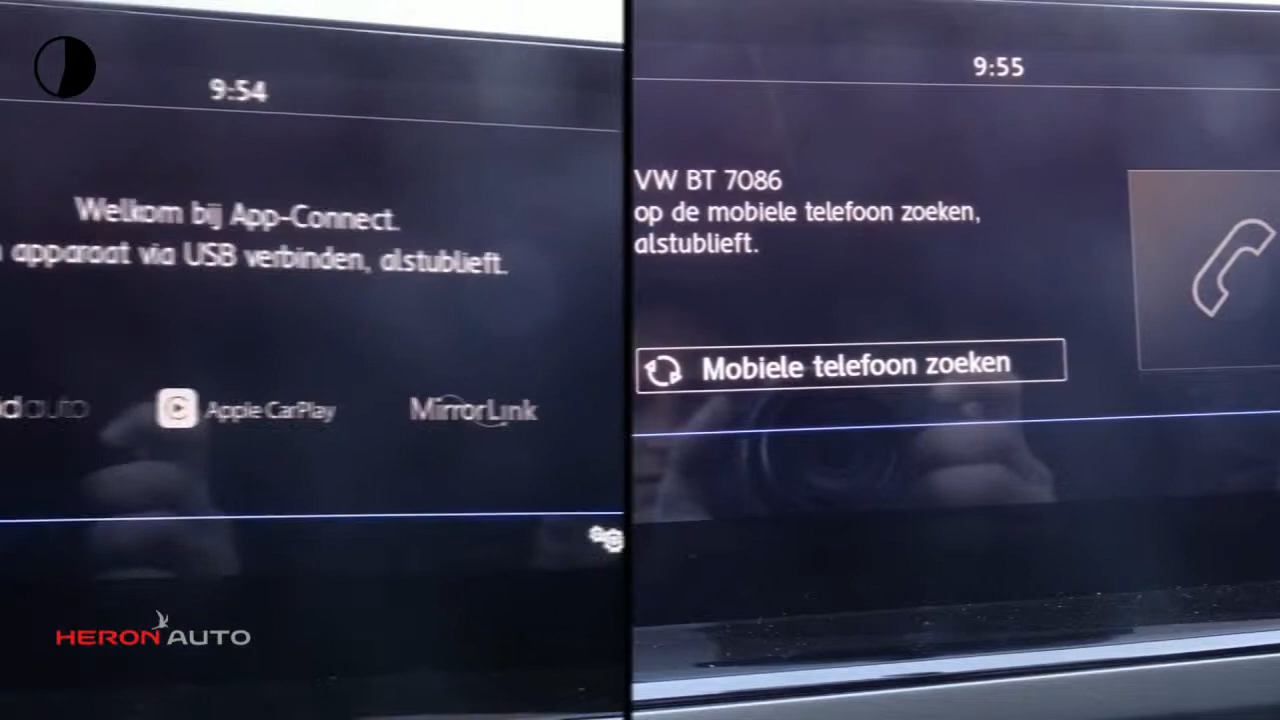 9:54
Welkom bij App-Connect.
apparaat via USB verbinden, alstublieft.
auto
Apple CarPlay
MirrorLink
HERON AUTO
9:55
VW BT 7086
op de mobiele telefoon zoeken,
alstublieft.
Mobiele telefoon zoeken